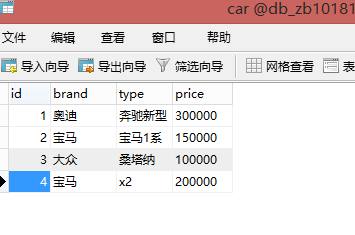 car @db_zb10181
文件 编辑 查看 窗口
导入向导 导出向导 筛选向导 网格查看
id brand type price
1 奥迪 奔驰新型 300000
2 宝马 宝马1系 150000
3 大众 桑塔纳 100000
4 宝马 x2 200000